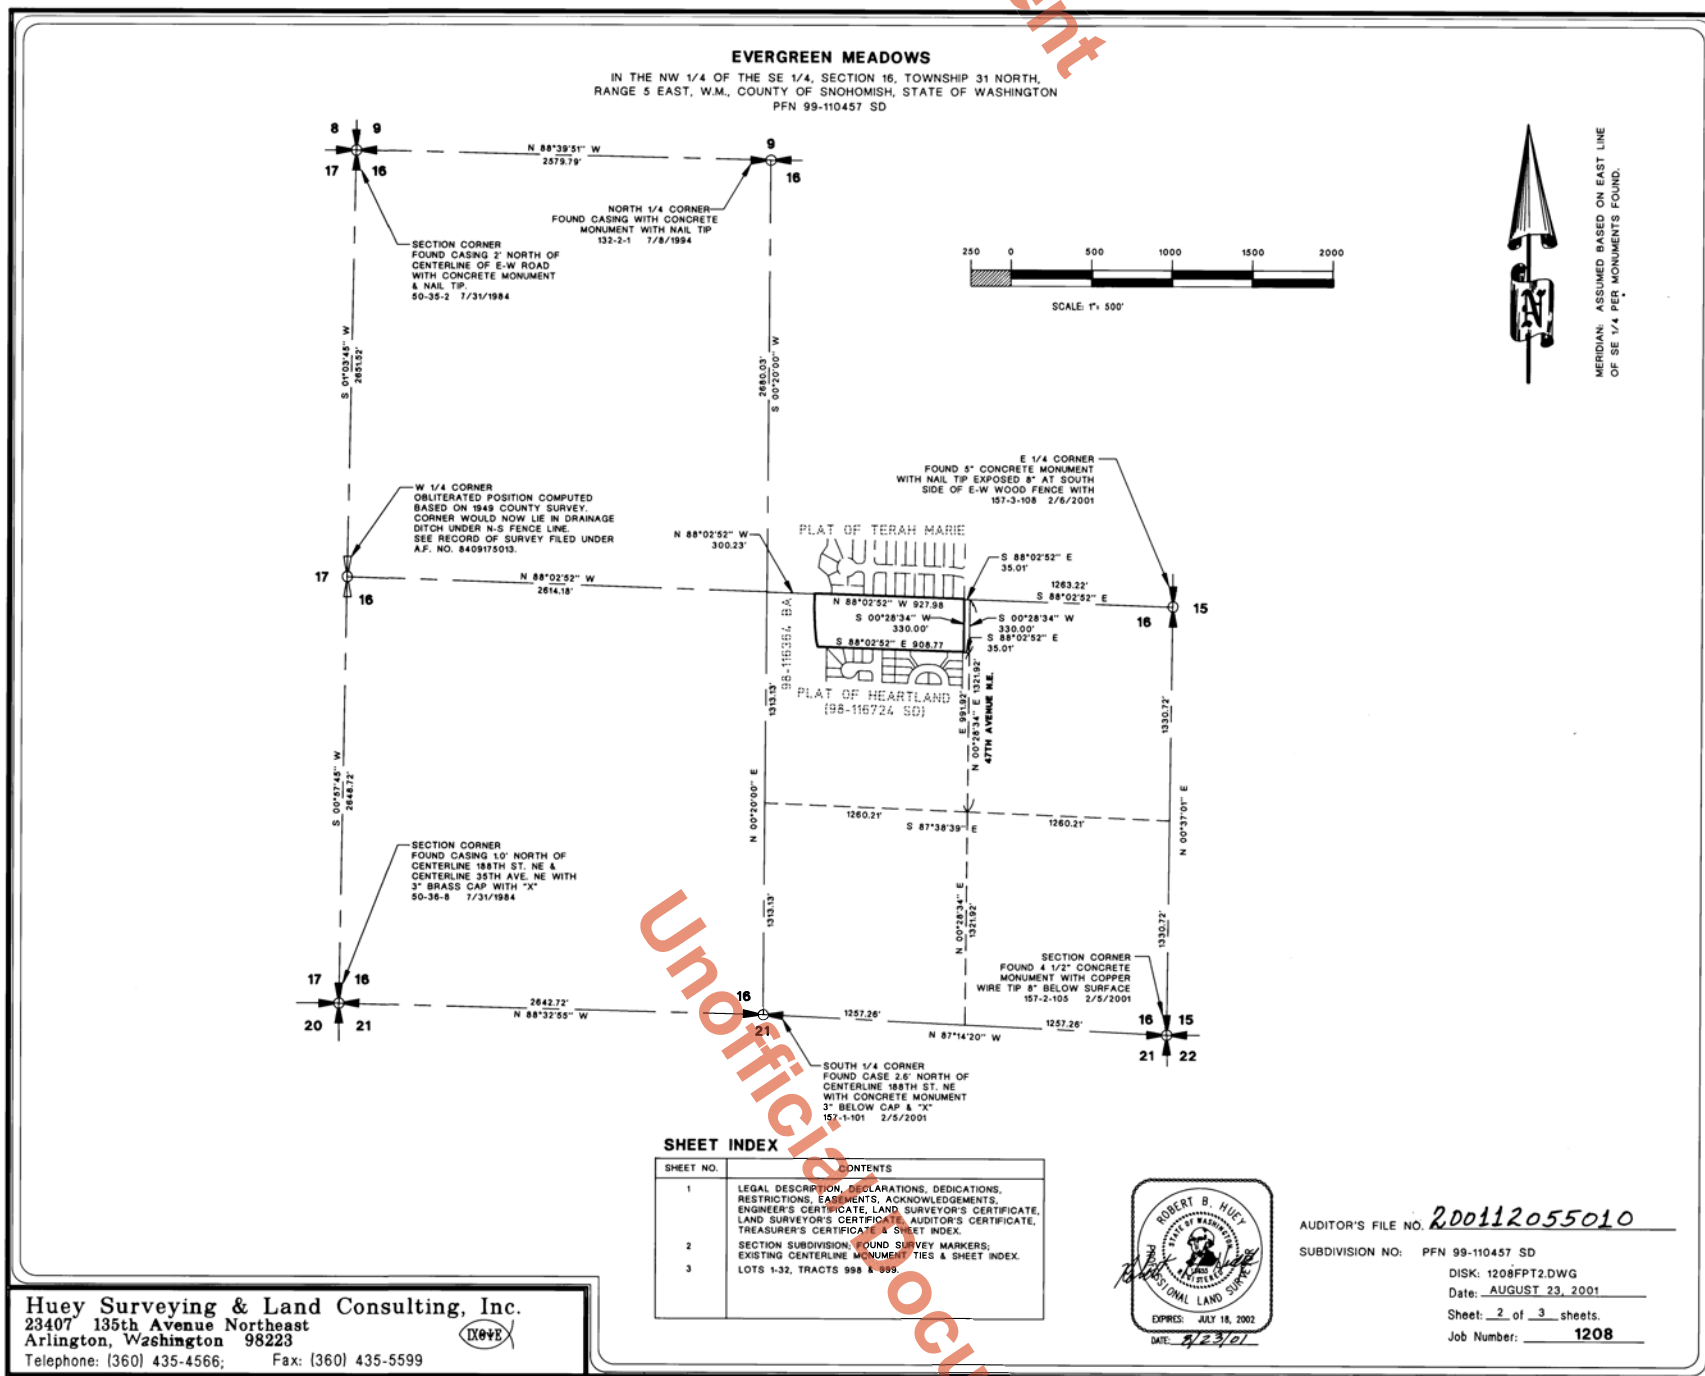 EVERGREEN MEADOWS
IN THE NW 1/4 OF THE SE 1/4, SECTION 16, TOWNSHIP 31 NORTH,
RANGE 5 EAST, W.M., COUNTY OF SNOHOMISH, STATE OF WASHINGTON
PFN 99-110457 SD
8 9
17 16
N 88°39'51" W
2579.79'
9
16
NORTH 1/4 CORNER
FOUND CASING WITH CONCRETE
MONUMENT WITH NAIL TIP
132-2-1 7/8/1994
SECTION CORNER
FOUND CASING 2' NORTH OF
CENTERLINE OF E-W ROAD
WITH CONCRETE MONUMENT
& NAIL TIP.
50-35-2 7/31/1984
250 0 500 1000 1500 2000
SCALE: 1"= 500'
N
MERIDIAN: ASSUMED BASED ON EAST LINE
OF SE 1/4 PER MONUMENTS FOUND.
S 01°03'45" W
2651.52'
2680.03'
S 00°20'00" W
E 1/4 CORNER
FOUND 5" CONCRETE MONUMENT
WITH NAIL TIP EXPOSED 8" AT SOUTH
SIDE OF E-W WOOD FENCE WITH
157-3-108 2/6/2001
W 1/4 CORNER
OBLITERATED POSITION COMPUTED
BASED ON 1949 COUNTY SURVEY.
CORNER WOULD NOW LIE IN DRAINAGE
DITCH UNDER N-S FENCE LINE.
SEE RECORD OF SURVEY FILED UNDER
A.F. NO. 8409175013.
N 88°02'52" W
300.23'
PLAT OF TERAH MARIE
S 88°02'52" E
35.01'
17
16
N 88°02'52" W
2614.18'
1263.22'
S 88°02'52" E
16 15
N 88°02'52" W 927.98
S 00°28'34" W
330.00'
S 00°28'34" W
330.00'
S 88°02'52" E 908.77
S 88°02'52" E
35.01'
98-116364 BA
PLAT OF HEARTLAND
(98-116724 SD)
1313.13'
E 991.92'
N 00°28'34" E 1321.92'
47TH AVENUE N.E.
1330.72'
S 00°57'45" W
2648.72'
N 00°20'00" E
1260.21'
S 87°38'39" E
1260.21'
N 00°37'01" E
SECTION CORNER
FOUND CASING 1.0' NORTH OF
CENTERLINE 188TH ST. NE &
CENTERLINE 35TH AVE. NE WITH
3" BRASS CAP WITH "X"
50-36-8 7/31/1984
1313.13'
N 00°28'34" E
1321.92'
1330.72'
SECTION CORNER
FOUND 4 1/2" CONCRETE
MONUMENT WITH COPPER
WIRE TIP 8" BELOW SURFACE
157-2-105 2/5/2001
17 16
20 21
2642.72'
N 88°32'55" W
16
21
1257.26'
N 87°14'20" W
1257.26'
16 15
21 22
SOUTH 1/4 CORNER
FOUND CASE 2.6' NORTH OF
CENTERLINE 188TH ST. NE
WITH CONCRETE MONUMENT
3" BELOW CAP & "X"
157-1-101 2/5/2001
SHEET INDEX
SHEET NO. CONTENTS
1 LEGAL DESCRIPTION, DECLARATIONS, DEDICATIONS,
RESTRICTIONS, EASEMENTS, ACKNOWLEDGEMENTS,
ENGINEER'S CERTIFICATE, LAND SURVEYOR'S CERTIFICATE,
LAND SURVEYOR'S CERTIFICATE, AUDITOR'S CERTIFICATE,
TREASURER'S CERTIFICATE & SHEET INDEX.
2 SECTION SUBDIVISION; FOUND SURVEY MARKERS;
EXISTING CENTERLINE MONUMENT TIES & SHEET INDEX.
3 LOTS 1-32, TRACTS 998 & 999.
Unofficial Docu
ent
ROBERT B. HUEY
STATE OF WASHINGTON
REGISTERED
PROFESSIONAL LAND SURVEYOR
EXPIRES: JULY 18, 2002
DATE: 8/23/01
AUDITOR'S FILE NO. 200112055010
SUBDIVISION NO: PFN 99-110457 SD
DISK: 1208FPT2.DWG
Date: AUGUST 23, 2001
Sheet: 2 of 3 sheets.
Job Number: 1208
Huey Surveying & Land Consulting, Inc.
23407 135th Avenue Northeast
Arlington, Washington 98223
Telephone: (360) 435-4566; Fax: (360) 435-5599